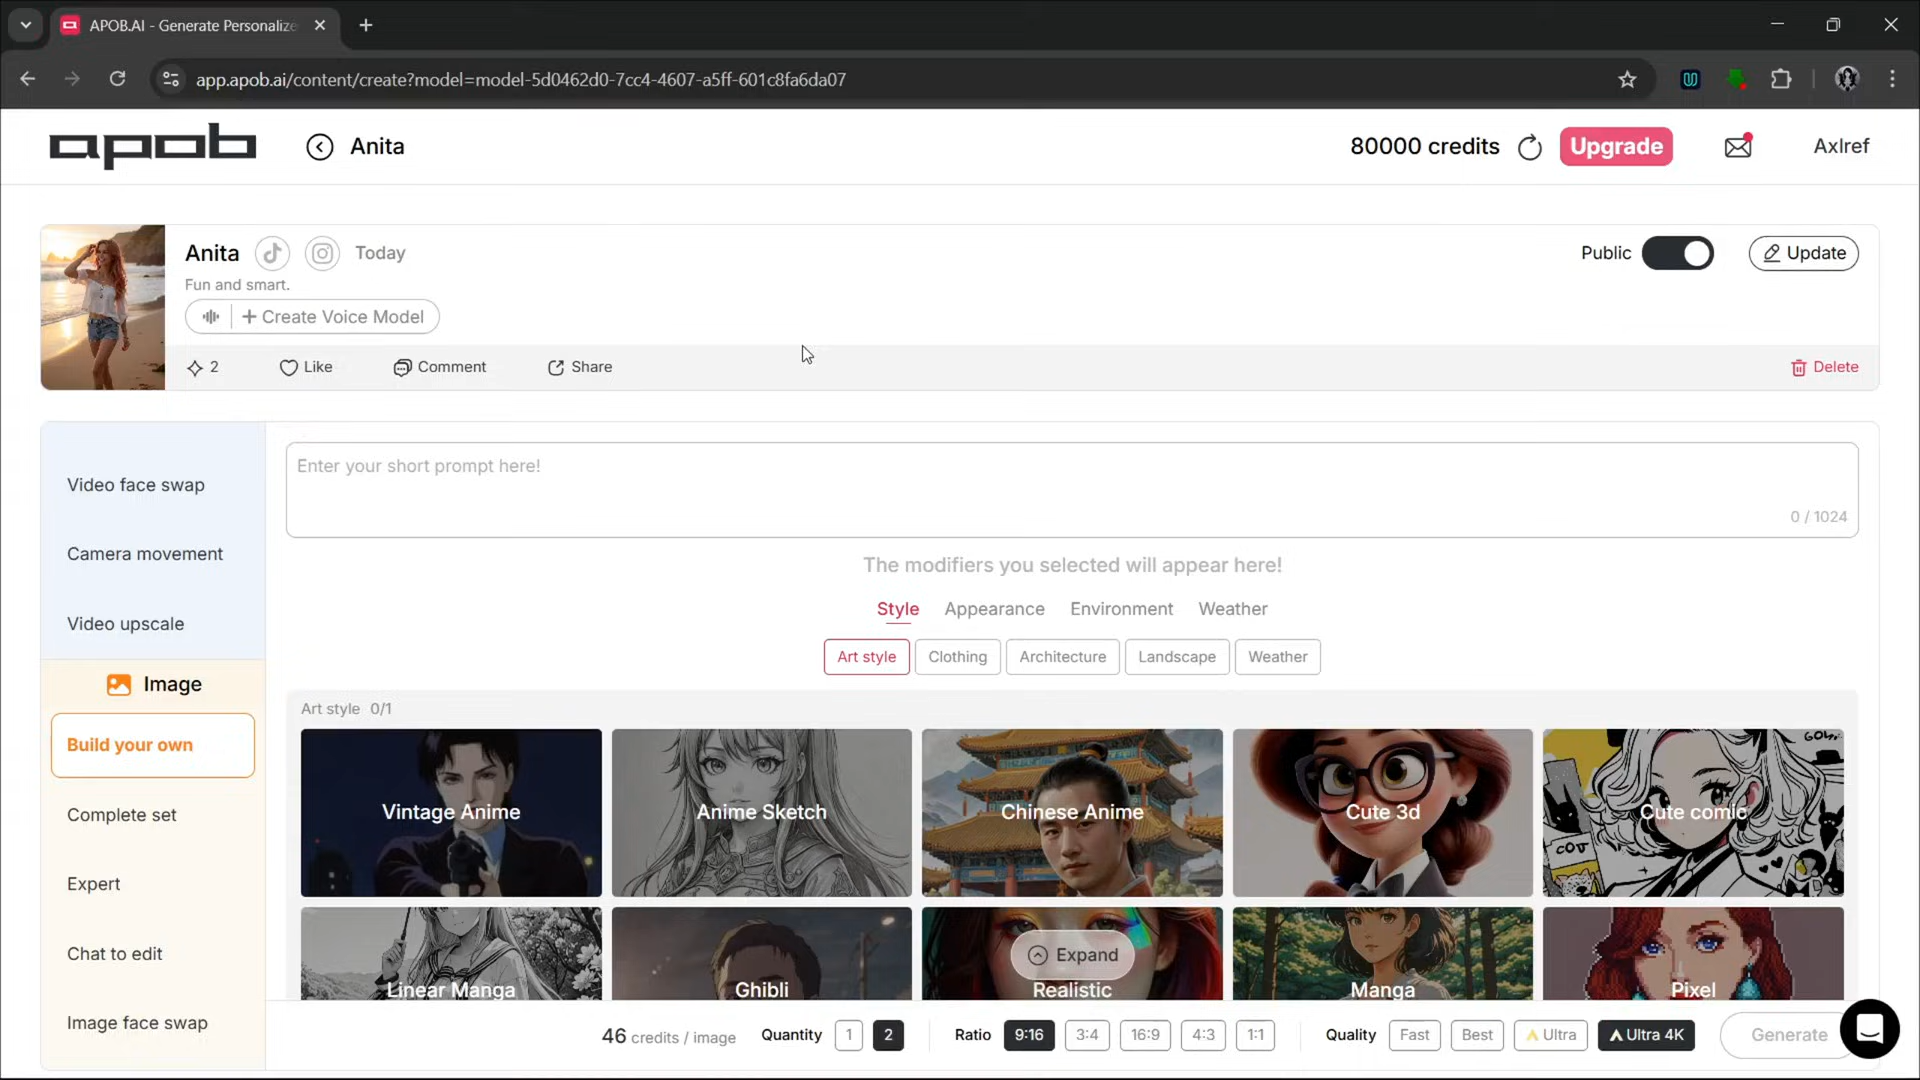 APOB.AI - Generate Personalize
app.apob.ai/content/create?model=model-5d0462d0-7cc4-4607-a5ff-601c8fa6da07
apob
Anita
80000 credits
Upgrade
Axlref
Anita
Today
Public
Update
Fun and smart.
+ Create Voice Model
2
Like
Comment
Share
Delete
Video face swap
Camera movement
Video upscale
Image
Build your own
Complete set
Expert
Chat to edit
Image face swap
Enter your short prompt here!
0 / 1024
The modifiers you selected will appear here!
Style Appearance Environment Weather
Art style Clothing Architecture Landscape Weather
Art style 0/1
Vintage Anime
Anime Sketch
Chinese Anime
Cute 3d
Cute comic
Linear Manga
Ghibli
Expand
Realistic
Manga
Pixel
46 credits / image Quantity 1 2 Ratio 9:16 3:4 16:9 4:3 1:1 Quality Fast Best Ultra Ultra 4K Generate